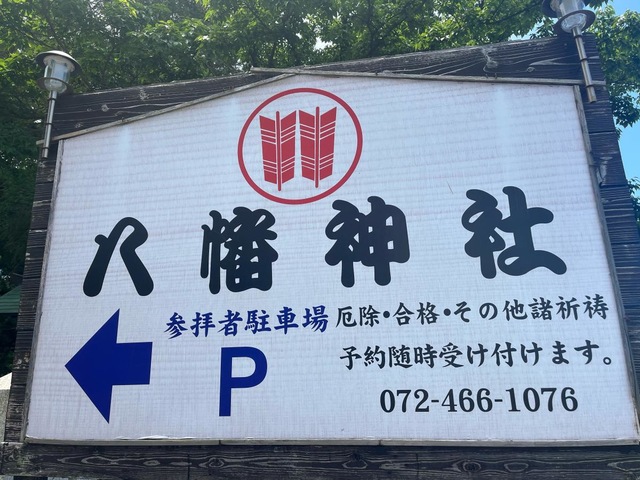 八幡神社
参拝者駐車場
P
厄除・合格・その他諸祈祷
予約随時受け付けます。
072-466-1076